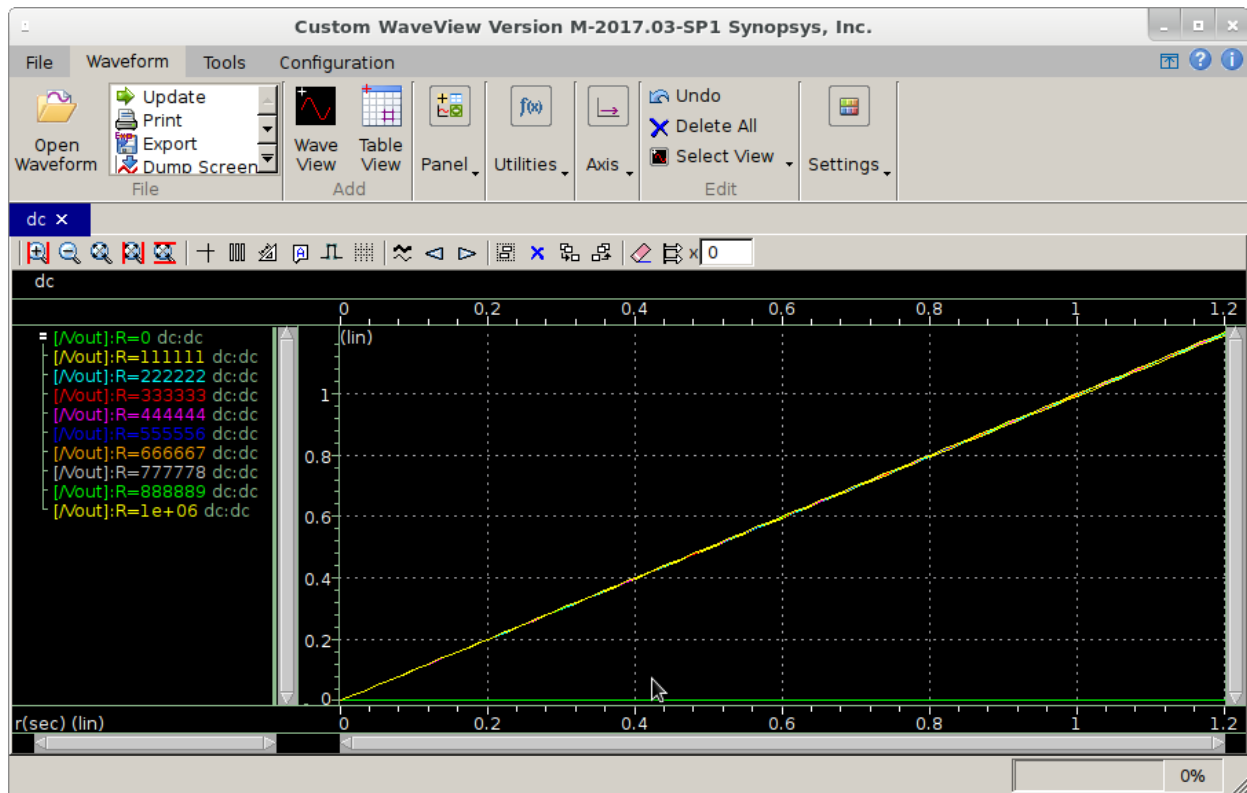 Custom WaveView Version M-2017.03-SP1 Synopsys, Inc.
File Waveform Tools Configuration
Open Waveform
Update
Print
Export
Dump Screen
File
Wave View
Table View
Add
Panel
Utilities
Axis
Undo
Delete All
Select View
Edit
Settings
dc
x 0
dc
0 0.2 0.4 0.6 0.8 1 1.2
[/Vout]:R=0 dc:dc
[/Vout]:R=111111 dc:dc
[/Vout]:R=222222 dc:dc
[/Vout]:R=333333 dc:dc
[/Vout]:R=444444 dc:dc
[/Vout]:R=555556 dc:dc
[/Vout]:R=666667 dc:dc
[/Vout]:R=777778 dc:dc
[/Vout]:R=888889 dc:dc
[/Vout]:R=1e+06 dc:dc
(lin)
1
0.8
0.6
0.4
0.2
0
r(sec) (lin)
0 0.2 0.4 0.6 0.8 1 1.2
0%